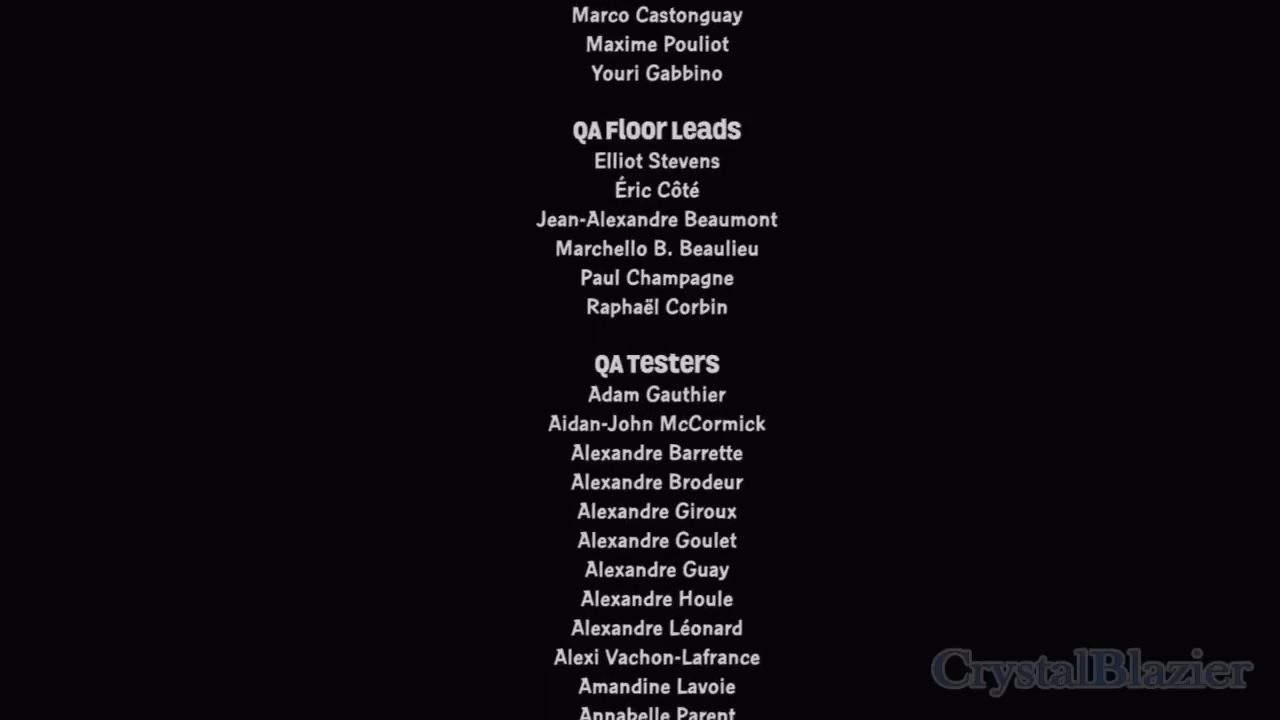 Marco Castonguay
Maxime Pouliot
Youri Gabbino
QA Floor Leads
Elliot Stevens
Éric Côté
Jean-Alexandre Beaumont
Marchello B. Beaulieu
Paul Champagne
Raphaël Corbin
QA Testers
Adam Gauthier
Aidan-John McCormick
Alexandre Barrette
Alexandre Brodeur
Alexandre Giroux
Alexandre Goulet
Alexandre Guay
Alexandre Houle
Alexandre Léonard
Alexi Vachon-Lafrance
Amandine Lavoie
Annabelle Parent
CrystalBlazier